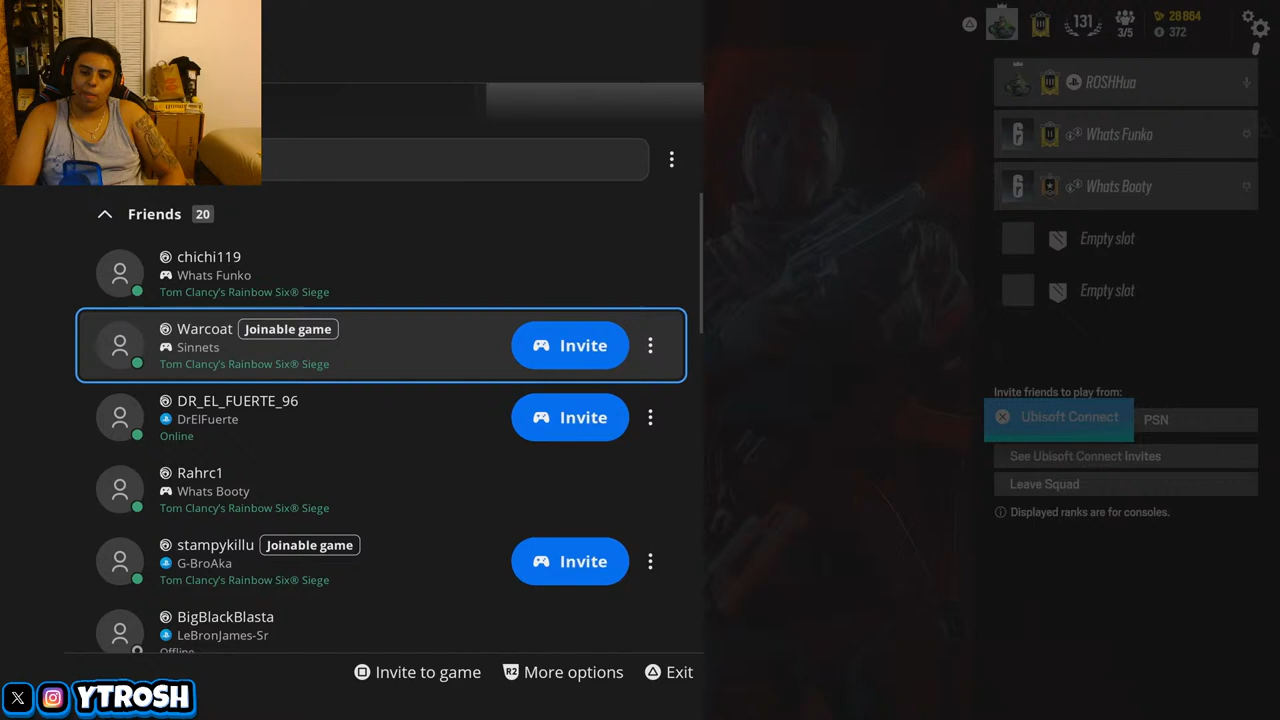 131
3/5
28 864
372
ROSHHua
Whats Funko
Whats Booty
Empty slot
Empty slot
Friends 20
chichi119
Whats Funko
Tom Clancy's Rainbow Six® Siege
Warcoat Joinable game
Sinnets
Tom Clancy's Rainbow Six® Siege
Invite
DR_EL_FUERTE_96
DrElFuerte
Online
Invite
Rahrc1
Whats Booty
Tom Clancy's Rainbow Six® Siege
stampykillu Joinable game
G-BroAka
Tom Clancy's Rainbow Six® Siege
Invite
BigBlackBlasta
LeBronJames-Sr
Offline
Invite friends to play from:
Ubisoft Connect
PSN
See Ubisoft Connect Invites
Leave Squad
Displayed ranks are for consoles.
Invite to game R2 More options Exit
YTROSH